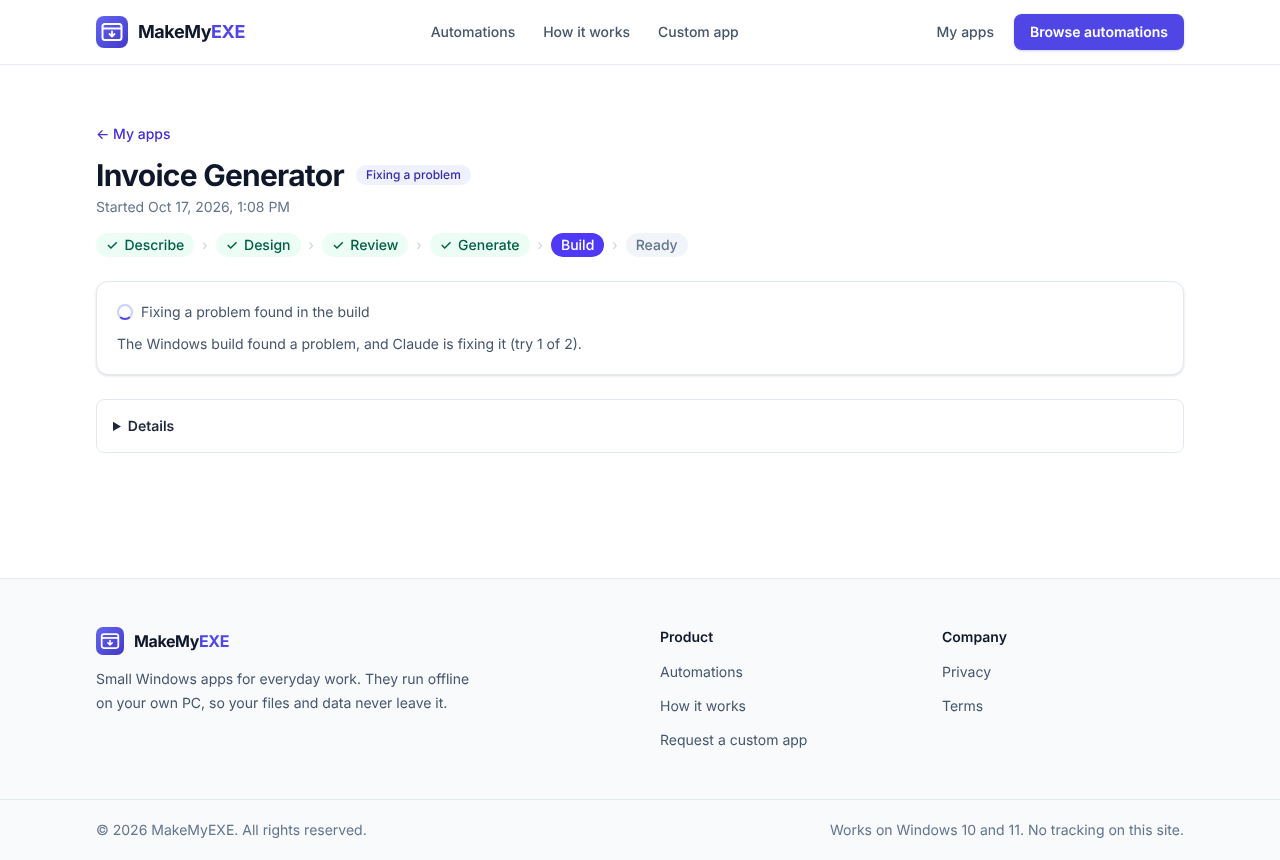 MakeMyEXE
Automations
How it works
Custom app
My apps
Browse automations
← My apps
Invoice Generator
Fixing a problem
Started Oct 17, 2026, 1:08 PM
✓ Describe › ✓ Design › ✓ Review › ✓ Generate › Build › Ready
Fixing a problem found in the build
The Windows build found a problem, and Claude is fixing it (try 1 of 2).
▶ Details
MakeMyEXE
Small Windows apps for everyday work. They run offline
on your own PC, so your files and data never leave it.
Product
Automations
How it works
Request a custom app
Company
Privacy
Terms
© 2026 MakeMyEXE. All rights reserved.
Works on Windows 10 and 11. No tracking on this site.